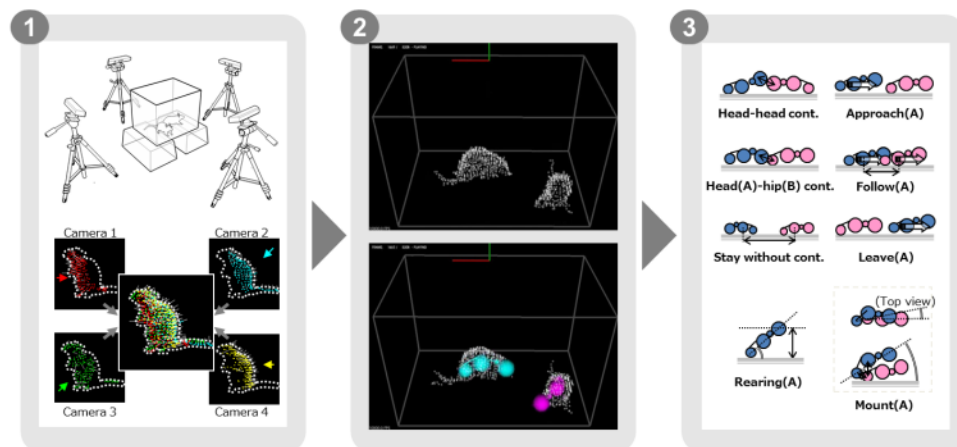 1
2
3
Camera 1
Camera 2
Camera 3
Camera 4
Head-head cont.
Approach(A)
Head(A)-hip(B) cont.
Follow(A)
Stay without cont.
Leave(A)
(Top view)
Rearing(A)
Mount(A)